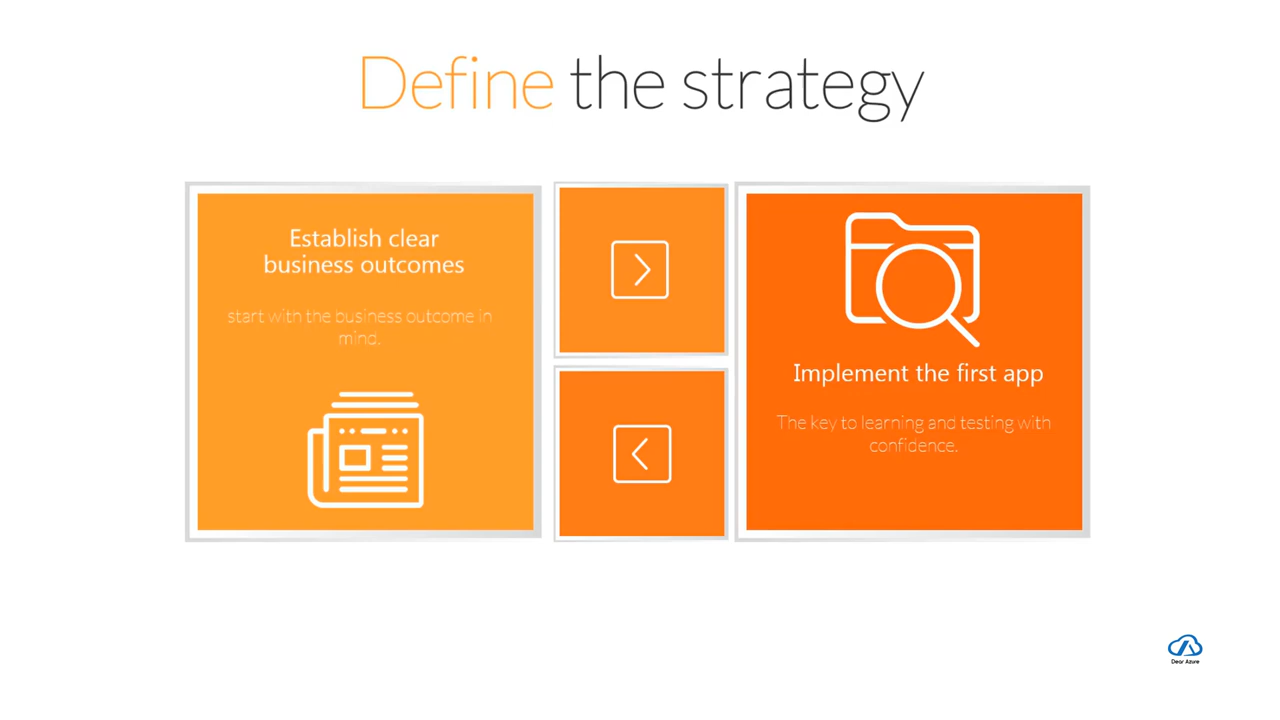 Define the strategy
Establish clear
business outcomes
start with the business outcome in
mind.
Implement the first app
The key to learning and testing with
confidence.
Dear Azure